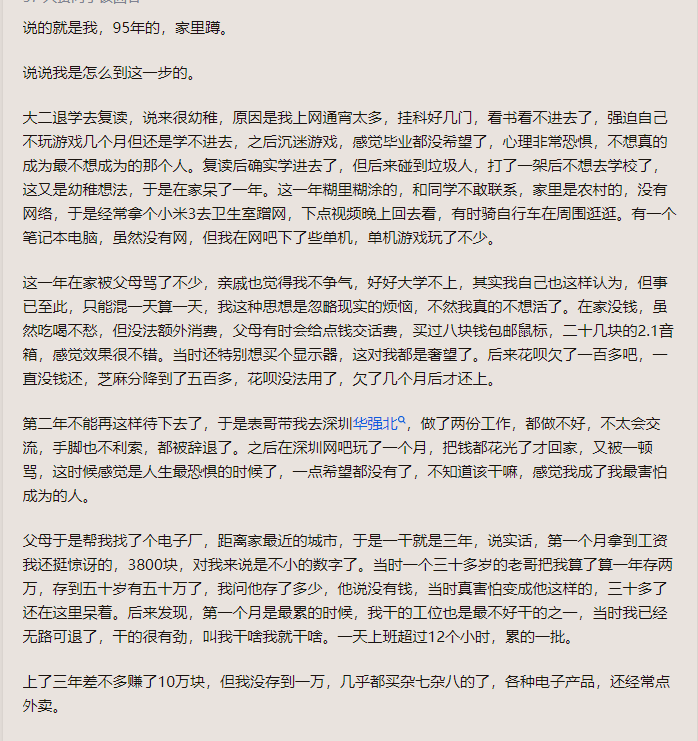 说的就是我，95年的，家里蹲。
说说我是怎么到这一步的。
大二退学去复读，说来很幼稚，原因是我上网通宵太多，挂科好几门，看书看不进去了，强迫自己
不玩游戏几个月但还是学不进去，之后沉迷游戏，感觉毕业都没希望了，心理非常恐惧，不想真的
成为最不想成为的那个人。复读后确实学进去了，但后来碰到垃圾人，打了一架后不想去学校了，
这又是幼稚想法，于是在家呆了一年。这一年糊里糊涂的，和同学不敢联系，家里是农村的，没有
网络，于是经常拿个小米3去卫生室蹭网，下点视频晚上回去看，有时骑自行车在周围逛逛。有一个
笔记本电脑，虽然没有网，但我在网吧下了些单机，单机游戏玩了不少。
这一年在家被父母骂了不少，亲戚也觉得我不争气，好好大学不上，其实我自己也这样认为，但事
已至此，只能混一天算一天，我这种思想是忽略现实的烦恼，不然我真的不想活了。在家没钱，虽
然吃喝不愁，但没法额外消费，父母有时会给点钱交话费，买过八块钱包邮鼠标，二十几块的2.1音
箱，感觉效果很不错。当时还特别想买个显示器，这对我都是奢望了。后来花呗欠了一百多吧，一
直没钱还，芝麻分降到了五百多，花呗没法用了，欠了几个月后才还上。
第二年不能再这样待下去了，于是表哥带我去深圳华强北，做了两份工作，都做不好，不太会交
流，手脚也不利索，都被辞退了。之后在深圳网吧玩了一个月，把钱都花光了才回家，又被一顿
骂，这时候感觉是人生最恐惧的时候了，一点希望都没有了，不知道该干嘛，感觉我成了我最害怕
成为的人。
父母于是帮我找了个电子厂，距离家最近的城市，于是一干就是三年，说实话，第一个月拿到工资
我还挺惊讶的，3800块，对我来说是不小的数字了。当时一个三十多岁的老哥把我算了算一年存两
万，存到五十岁有五十万了，我问他存了多少，他说没有钱，当时真害怕变成他这样的，三十多了
还在这里呆着。后来发现，第一个月是最累的时候，我干的工位也是最不好干的之一，当时我已经
无路可退了，干的很有劲，叫我干啥我就干啥。一天上班超过12个小时，累的一批。
上了三年差不多赚了10万块，但我没存到一万，几乎都买杂七杂八的了，各种电子产品，还经常点
外卖。